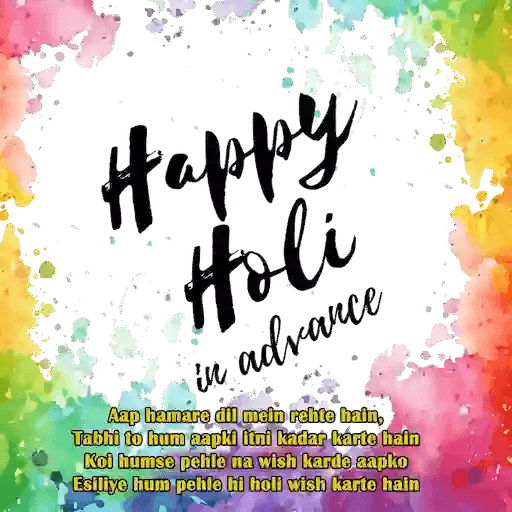 Happy
Holi
in advance
Aap hamare dil mein rehte hain,
Tabhi to hum aapki itni kadar karte hain
Koi humse pehle na wish karde aapko
Esiliye hum pehle hi holi wish karte hain